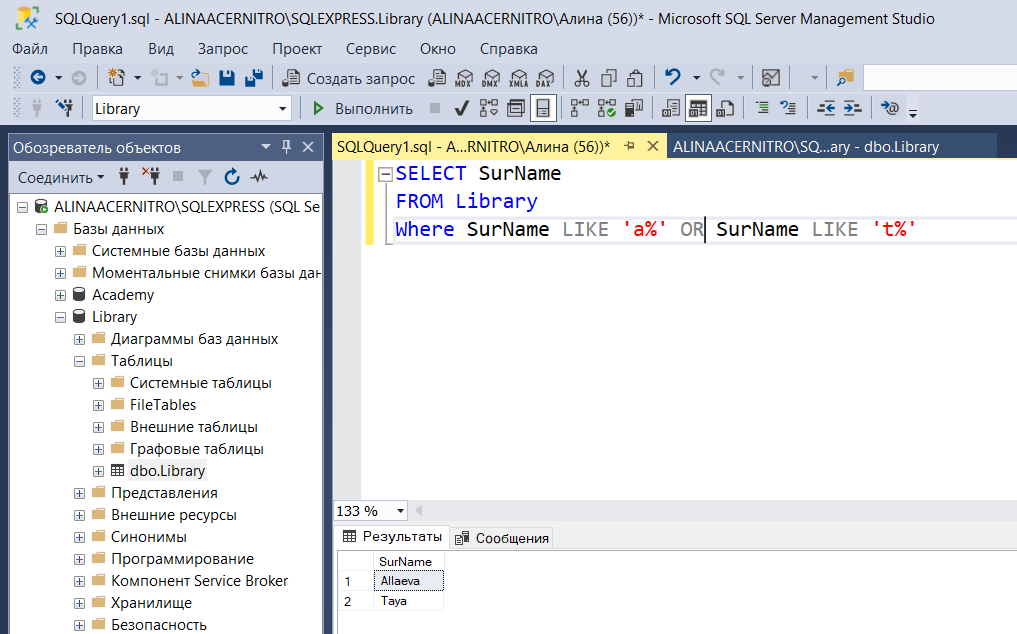 SQLQuery1.sql - ALINAACERNITRO\SQLEXPRESS.Library (ALINAACERNITRO\Алина (56))* - Microsoft SQL Server Management Studio
Файл Правка Вид Запрос Проект Сервис Окно Справка
Создать запрос MDX DMX XMLA DAX
Library Выполнить
Обозреватель объектов
SQLQuery1.sql - A...RNITRO\Алина (56))* ALINAACERNITRO\SQ...ary - dbo.Library
Соединить
ALINAACERNITRO\SQLEXPRESS (SQL Se
Базы данных
Системные базы данных
Моментальные снимки базы дан
Academy
Library
Диаграммы баз данных
Таблицы
Системные таблицы
FileTables
Внешние таблицы
Графовые таблицы
dbo.Library
Представления
Внешние ресурсы
Синонимы
Программирование
Компонент Service Broker
Хранилище
Безопасность
SELECT SurName
FROM Library
Where SurName LIKE 'a%' OR SurName LIKE 't%'
133 %
Результаты Сообщения
SurName
1 Allaeva
2 Taya